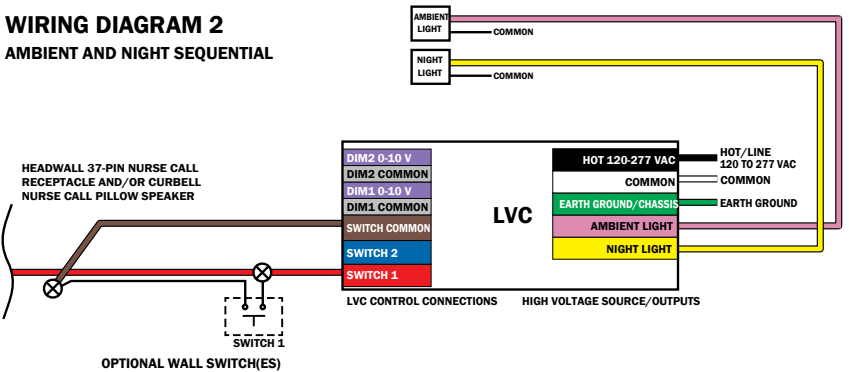 WIRING DIAGRAM 2
AMBIENT AND NIGHT SEQUENTIAL
AMBIENT
LIGHT
COMMON
NIGHT
LIGHT
COMMON
HEADWALL 37-PIN NURSE CALL
RECEPTACLE AND/OR CURBELL
NURSE CALL PILLOW SPEAKER
DIM2 0-10 V
DIM2 COMMON
DIM1 0-10 V
DIM1 COMMON
SWITCH COMMON
SWITCH 2
SWITCH 1
LVC
HOT 120-277 VAC
COMMON
EARTH GROUND/CHASSIS
AMBIENT LIGHT
NIGHT LIGHT
HOT/LINE
120 TO 277 VAC
COMMON
EARTH GROUND
LVC CONTROL CONNECTIONS
HIGH VOLTAGE SOURCE/OUTPUTS
SWITCH 1
OPTIONAL WALL SWITCH(ES)